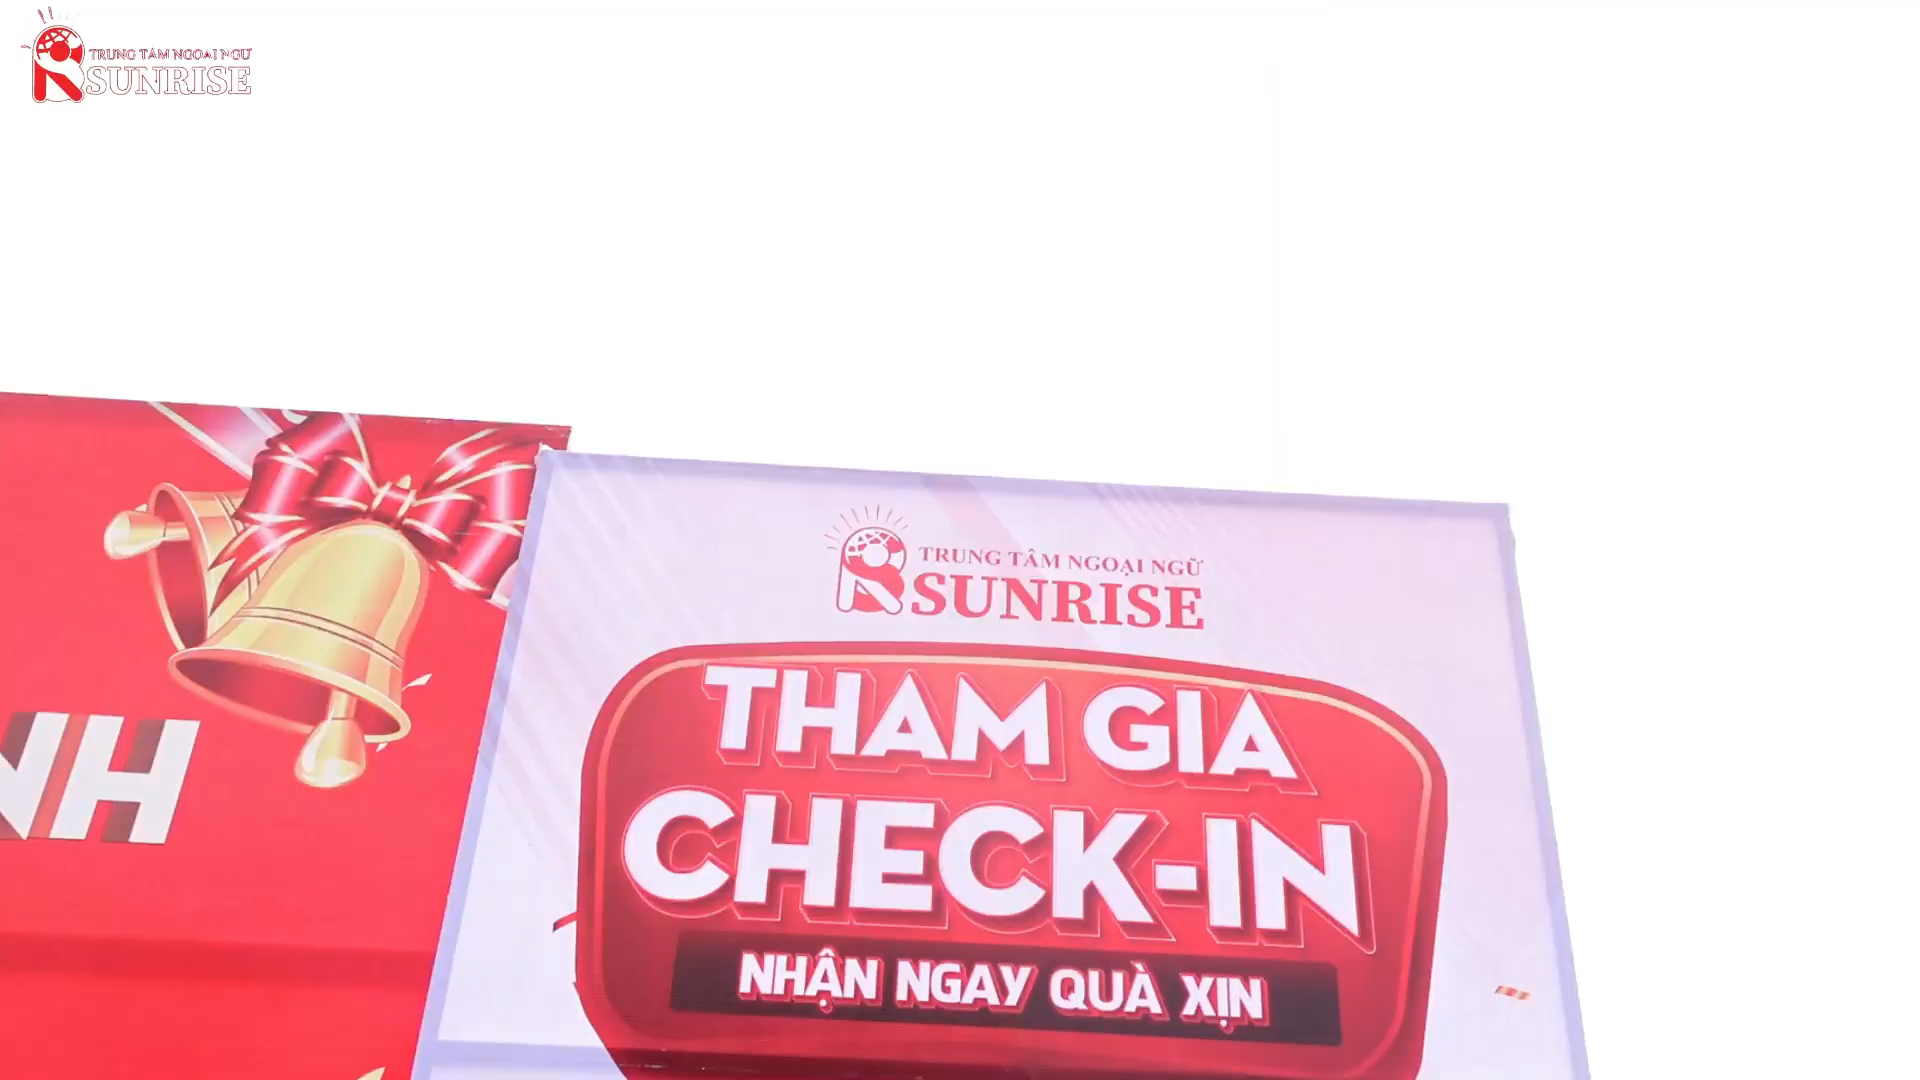 TRUNG TÂM NGOẠI NGỮ
SUNRISE
NH
TRUNG TÂM NGOẠI NGỮ
SUNRISE
THAM GIA
CHECK-IN
NHẬN NGAY QUÀ XỊN